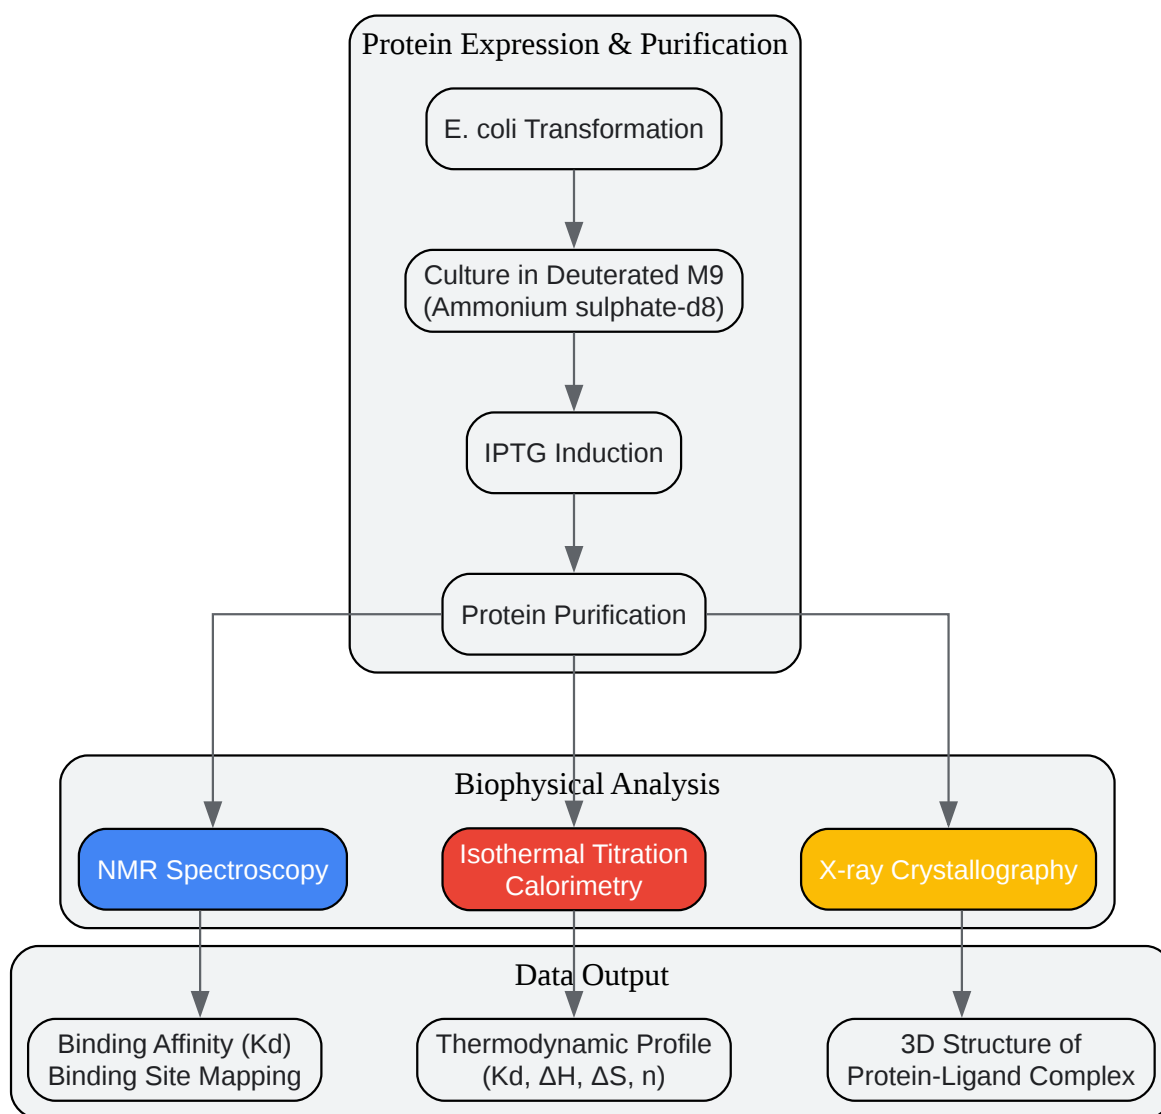 Protein Expression & Purification
E. coli Transformation
Culture in Deuterated M9
(Ammonium sulphate-d8)
IPTG Induction
Protein Purification
Biophysical Analysis
NMR Spectroscopy
Isothermal Titration
Calorimetry
X-ray Crystallography
Data Output
Binding Affinity (Kd)
Binding Site Mapping
Thermodynamic Profile
(Kd, ΔH, ΔS, n)
3D Structure of
Protein-Ligand Complex